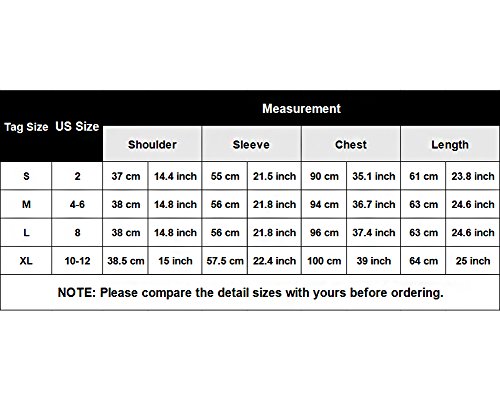 Measurement
Tag Size US Size
Shoulder Sleeve Chest Length
S 2 37 cm 14.4 inch 55 cm 21.5 inch 90 cm 35.1 inch 61 cm 23.8 inch
M 4-6 38 cm 14.8 inch 56 cm 21.8 inch 94 cm 36.7 inch 63 cm 24.6 inch
L 8 38 cm 14.8 inch 56 cm 21.8 inch 96 cm 37.4 inch 63 cm 24.6 inch
XL 10-12 38.5 cm 15 inch 57.5 cm 22.4 inch 100 cm 39 inch 64 cm 25 inch
NOTE: Please compare the detail sizes with yours before ordering.